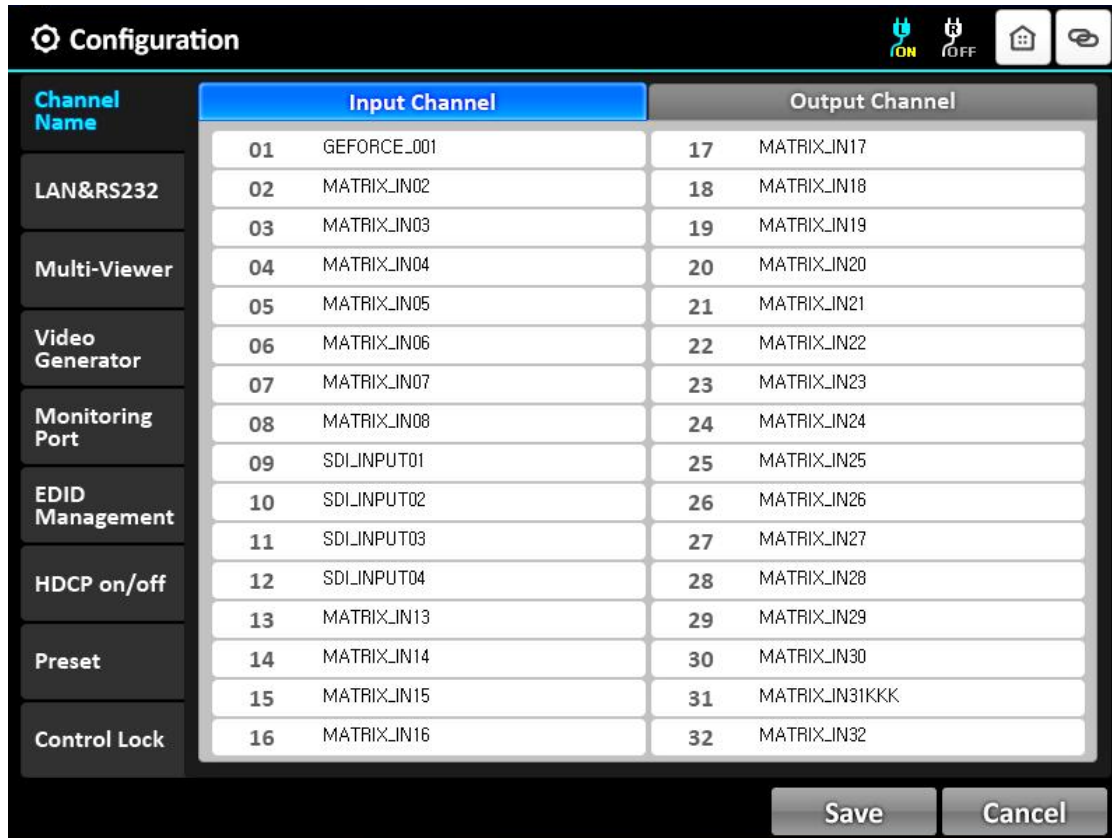 Configuration
L
ON
R
OFF
Channel
Name
LAN&RS232
Multi-Viewer
Video
Generator
Monitoring
Port
EDID
Management
HDCP on/off
Preset
Control Lock
Input Channel
Output Channel
01 GEFORCE_001
02 MATRIX_IN02
03 MATRIX_IN03
04 MATRIX_IN04
05 MATRIX_IN05
06 MATRIX_IN06
07 MATRIX_IN07
08 MATRIX_IN08
09 SDI_INPUT01
10 SDI_INPUT02
11 SDI_INPUT03
12 SDI_INPUT04
13 MATRIX_IN13
14 MATRIX_IN14
15 MATRIX_IN15
16 MATRIX_IN16
17 MATRIX_IN17
18 MATRIX_IN18
19 MATRIX_IN19
20 MATRIX_IN20
21 MATRIX_IN21
22 MATRIX_IN22
23 MATRIX_IN23
24 MATRIX_IN24
25 MATRIX_IN25
26 MATRIX_IN26
27 MATRIX_IN27
28 MATRIX_IN28
29 MATRIX_IN29
30 MATRIX_IN30
31 MATRIX_IN31KKK
32 MATRIX_IN32
Save
Cancel